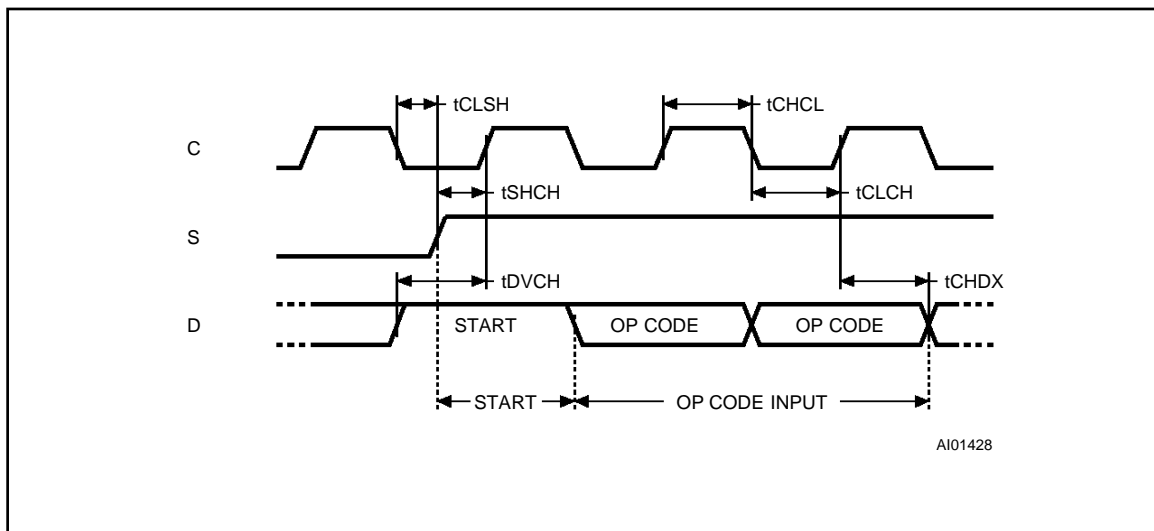 tCLSH
tCHCL
C
tSHCH
tCLCH
S
tDVCH
tCHDX
D
START
OP CODE
OP CODE
START
OP CODE INPUT
AI01428